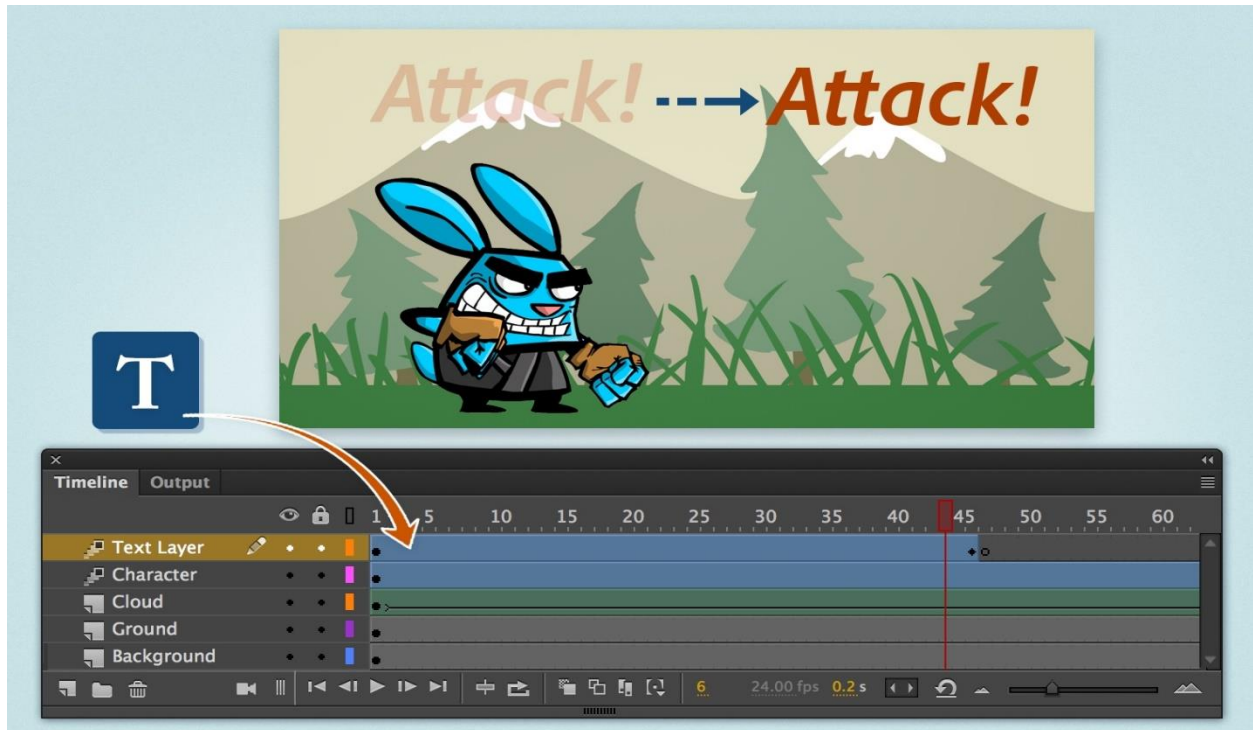 Attack! Attack!
T
Timeline Output
1 5 10 15 20 25 30 35 40 45 50 55 60
Text Layer
Character
Cloud
Ground
Background
6 24.00 fps 0.2 s